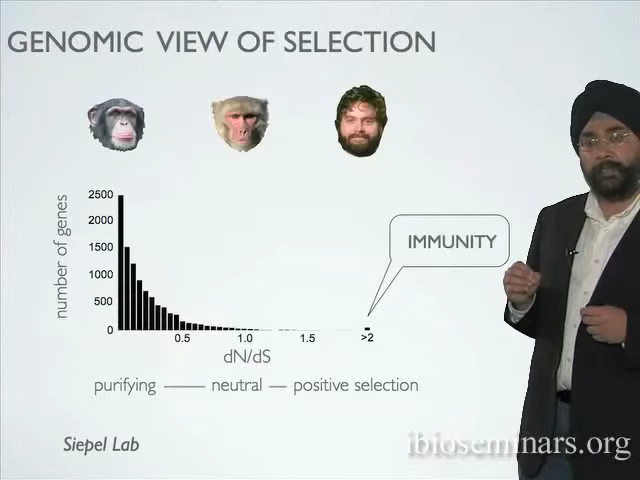 GENOMIC VIEW OF SELECTION
number of genes
2500
2000
1500
1000
500
0
0.5 1.0 1.5 >2
dN/dS
IMMUNITY
purifying neutral positive selection
Siepel Lab
ibioseminars.org